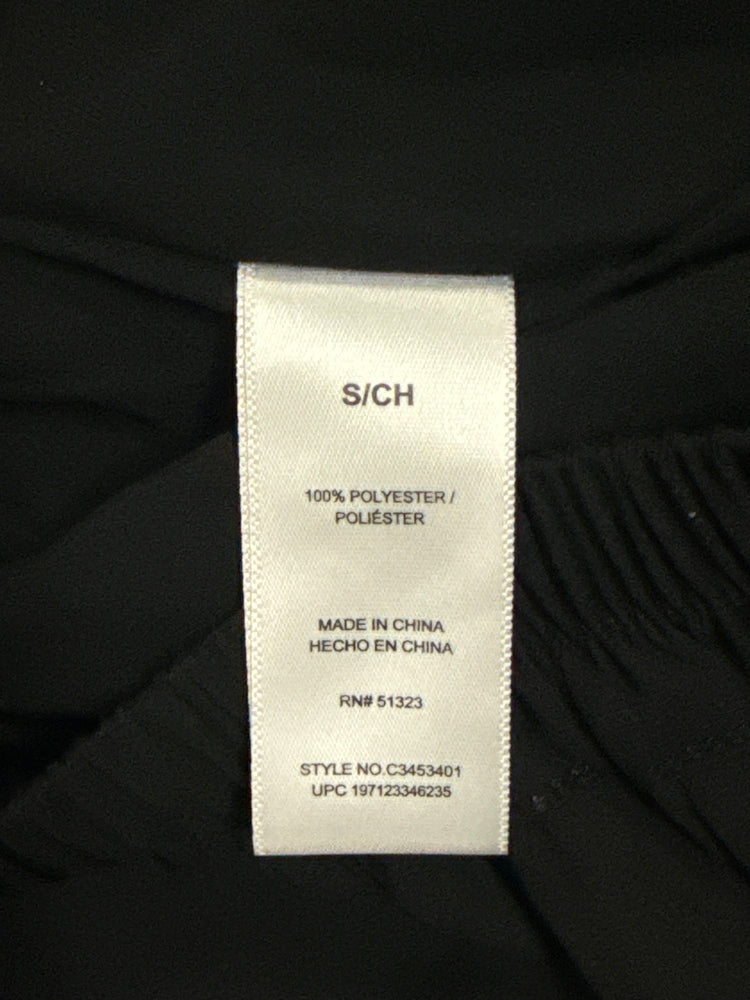 S/CH
100% POLYESTER /
POLIÉSTER
MADE IN CHINA
HECHO EN CHINA
RN# 51323
STYLE NO.C3453401
UPC 197123346235